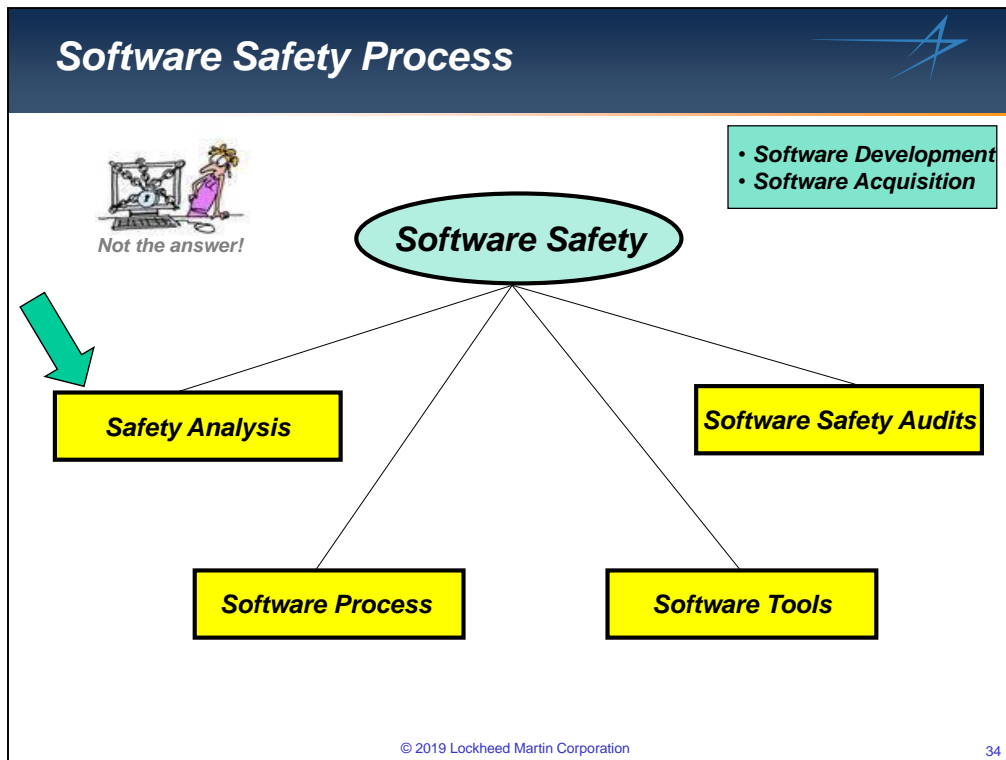 Software Safety Process
• Software Development
• Software Acquisition
Not the answer!
Software Safety
Safety Analysis
Software Safety Audits
Software Process
Software Tools
© 2019 Lockheed Martin Corporation
34